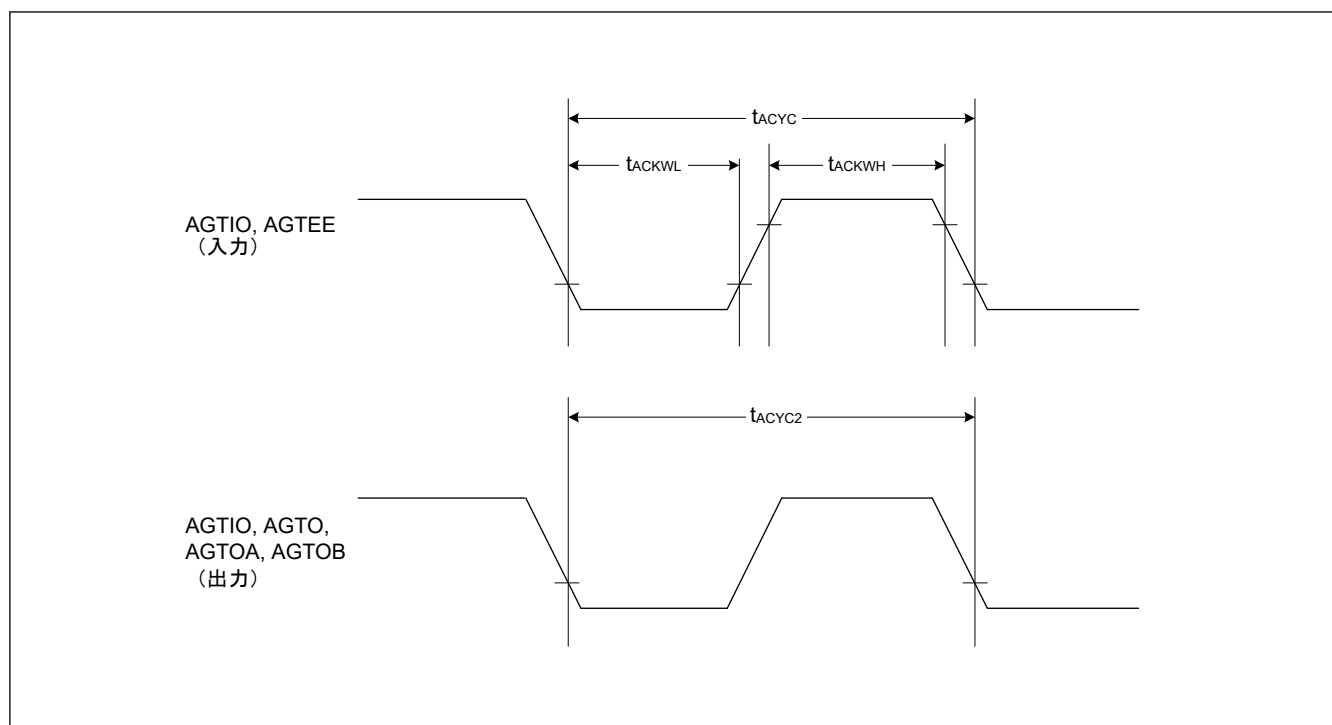 tACYC
tACKWL
tACKWH
AGTIO, AGTEE
（入力）
tACYC2
AGTIO, AGTO,
AGTOA, AGTOB
（出力）